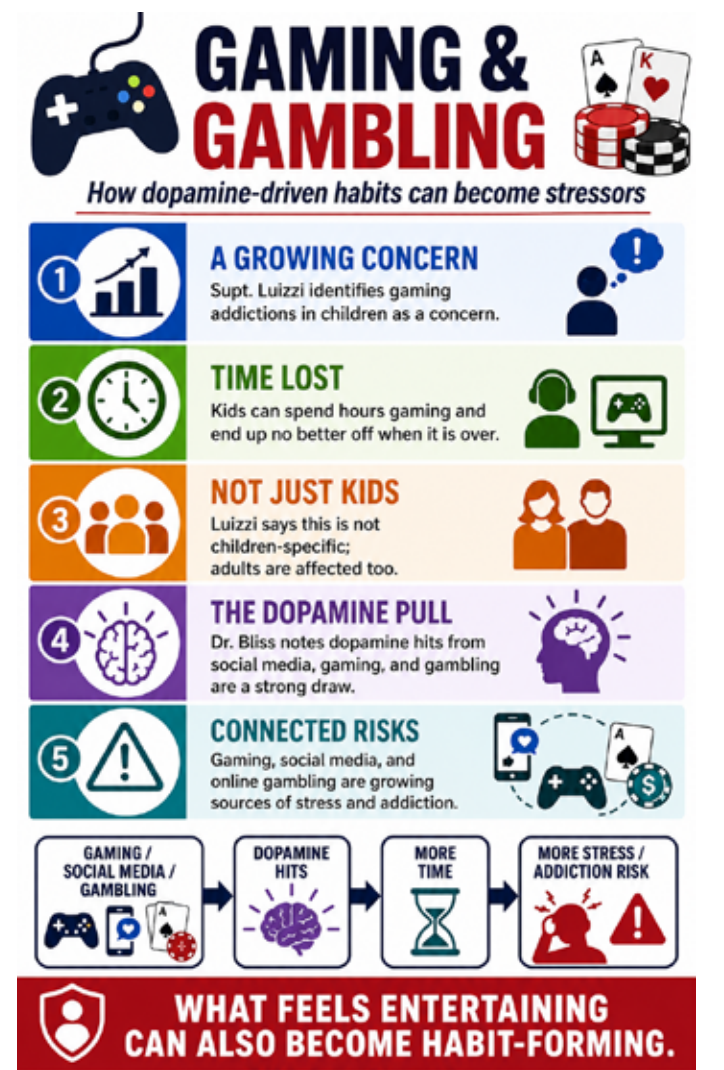 GAMING &
GAMBLING
How dopamine-driven habits can become stressors
1
A GROWING CONCERN
Supt. Luizzi identifies gaming
addictions in children as a concern.
!
2
TIME LOST
Kids can spend hours gaming and
end up no better off when it is over.
3
NOT JUST KIDS
Luizzi says this is not
children-specific;
adults are affected too.
4
THE DOPAMINE PULL
Dr. Bliss notes dopamine hits from
social media, gaming, and gambling
are a strong draw.
5
CONNECTED RISKS
Gaming, social media, and
online gambling are growing
sources of stress and addiction.
A
K
A
$
GAMING /
SOCIAL MEDIA /
GAMBLING
A
DOPAMINE
HITS
MORE
TIME
MORE STRESS /
ADDICTION RISK
WHAT FEELS ENTERTAINING
CAN ALSO BECOME HABIT-FORMING.